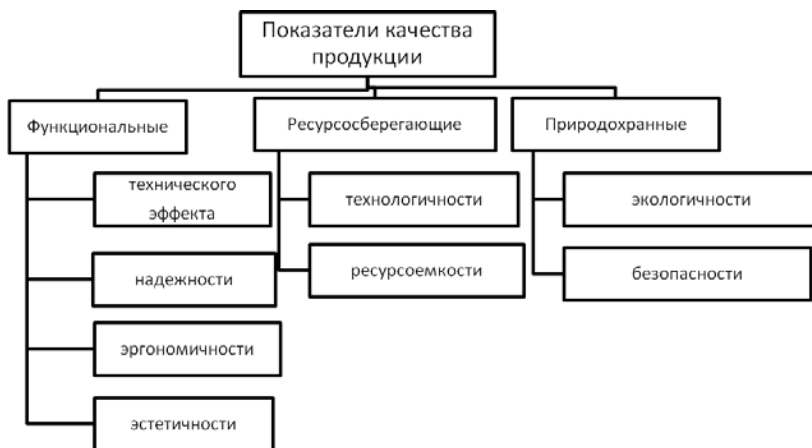 Показатели качества
продукции
Функциональные
Ресурсосберегающие
Природохранные
технического
эффекта
надежности
эргономичности
эстетичности
технологичности
ресурсоемкости
экологичности
безопасности